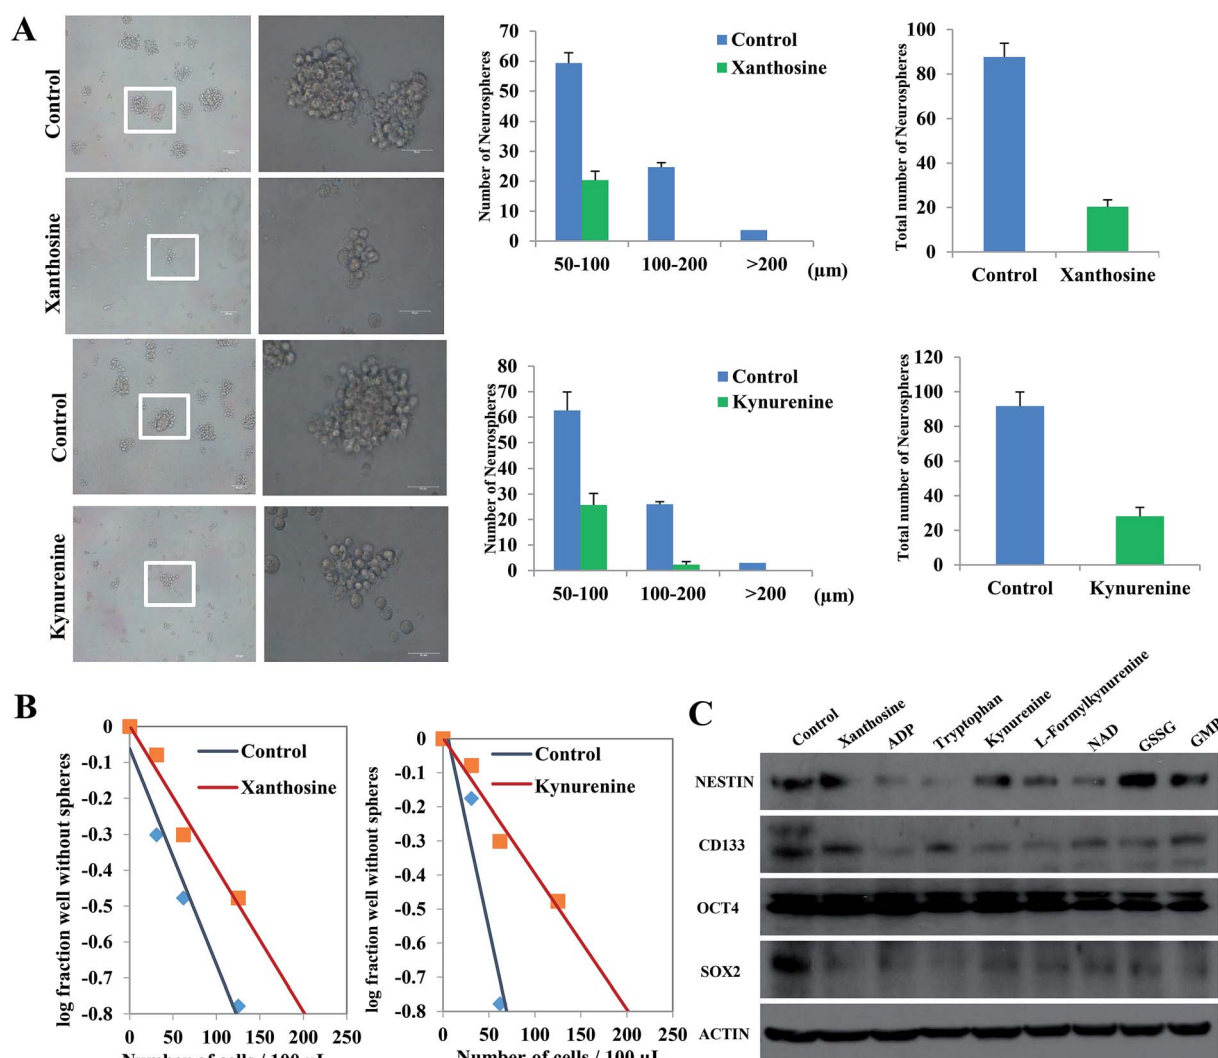 A
Control
Xanthosine
Control
Kynurenine
Number of Neurospheres
70
60
50
40
30
20
10
0
50-100
100-200
>200
(µm)
Control
Xanthosine
Total number of Neurospheres
100
80
60
40
20
0
Control
Xanthosine
Number of Neurospheres
80
70
60
50
40
30
20
10
0
50-100
100-200
>200
(µm)
Control
Kynurenine
Total number of Neurospheres
120
100
80
60
40
20
0
Control
Kynurenine
B
log fraction well without spheres
0
-0.1
-0.2
-0.3
-0.4
-0.5
-0.6
-0.7
-0.8
0
50
100
150
200
250
Number of cells / 100 µL
Control
Xanthosine
log fraction well without spheres
0
-0.1
-0.2
-0.3
-0.4
-0.5
-0.6
-0.7
-0.8
0
50
100
150
200
250
Number of cells / 100 µL
Control
Kynurenine
C
Control
Xanthosine
ADP
Tryptophan
Kynurenine
L-Formylkynurenine
NAD
GSSG
GMP
NESTIN
CD133
OCT4
SOX2
ACTIN